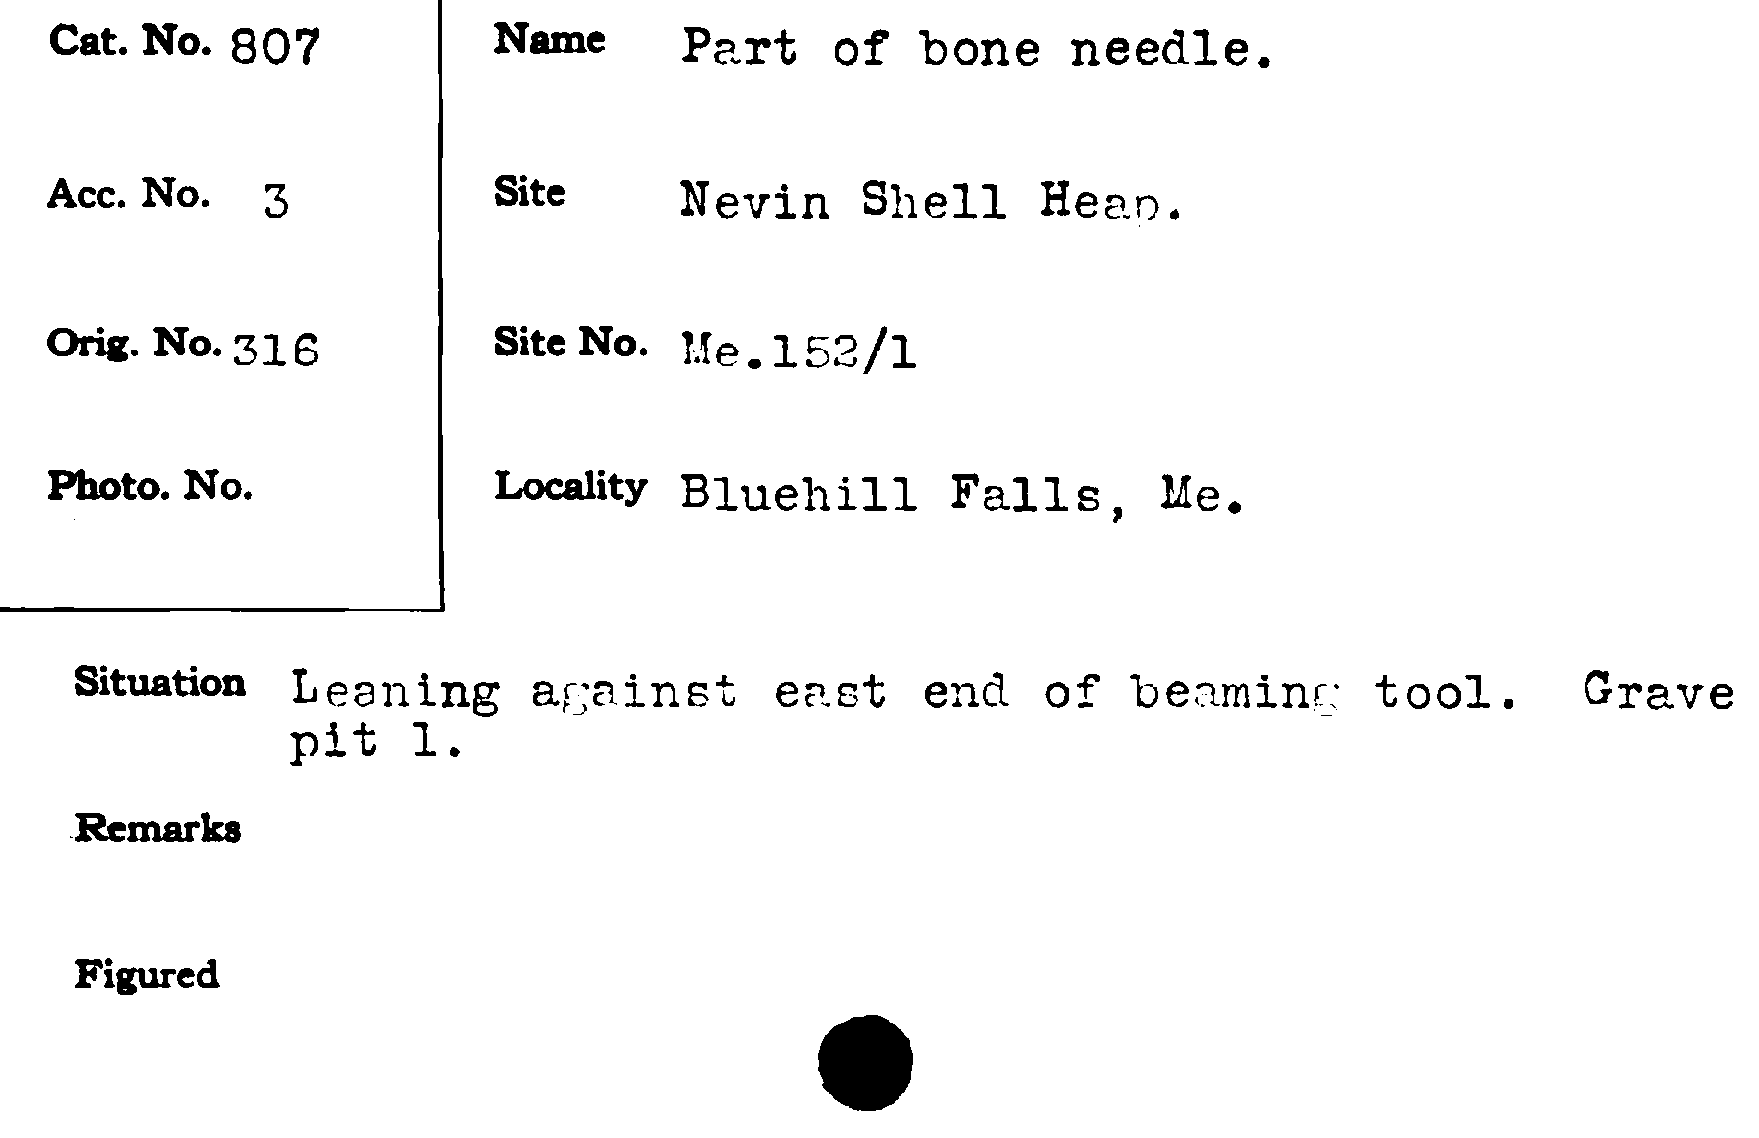 Cat. No. 807
Name Part of bone needle.
Acc. No. 3
Site Nevin Shell Heap.
Orig. No. 316
Site No. Me.152/1
Photo. No.
Locality Bluehill Falls, Me.
Situation Leaning against east end of beaming tool. Grave
pit 1.
Remarks
Figured